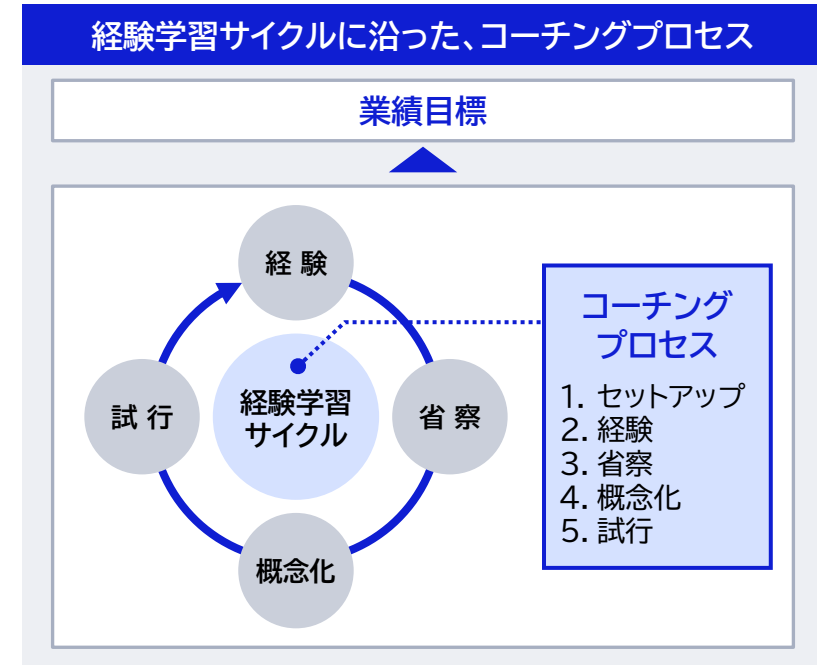 経験学習サイクルに沿った、コーチングプロセス
業績目標
経 験
コーチング
プロセス
試 行
経験学習
サイクル
省 察
1. セットアップ
2. 経験
3. 省察
4. 概念化
5. 試行
概念化